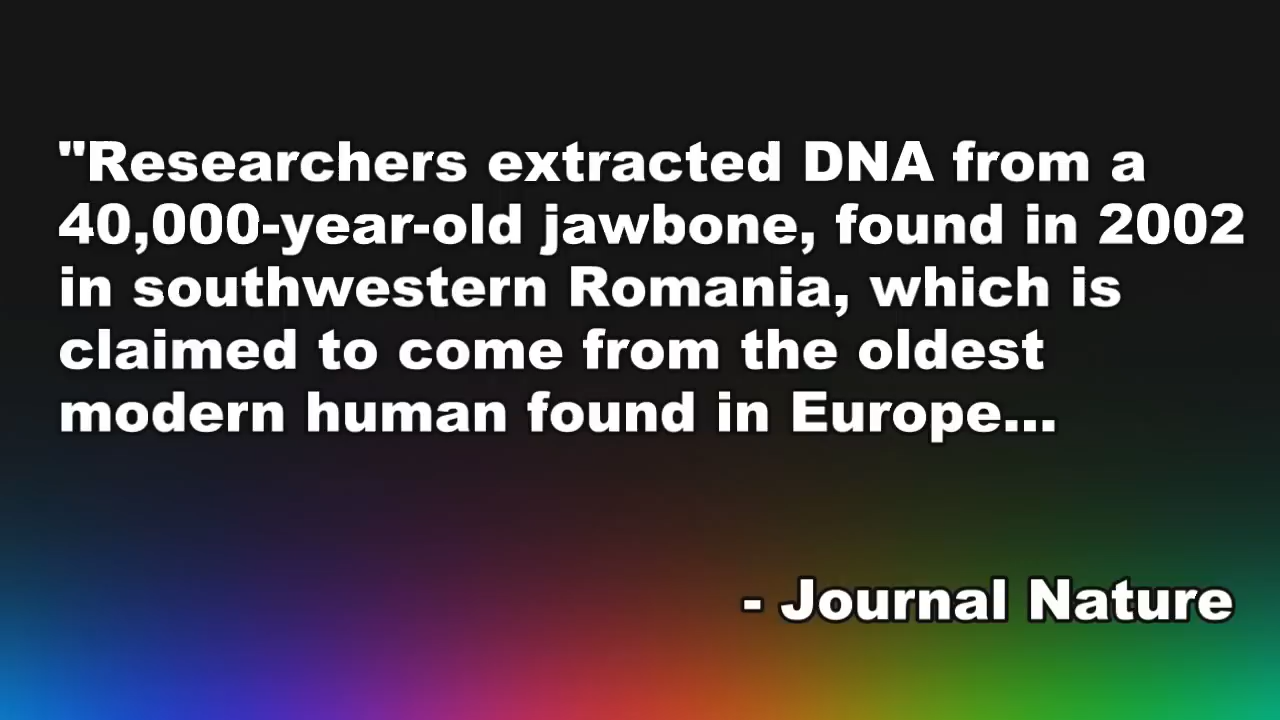 "Researchers extracted DNA from a
40,000-year-old jawbone, found in 2002
in southwestern Romania, which is
claimed to come from the oldest
modern human found in Europe...
- Journal Nature